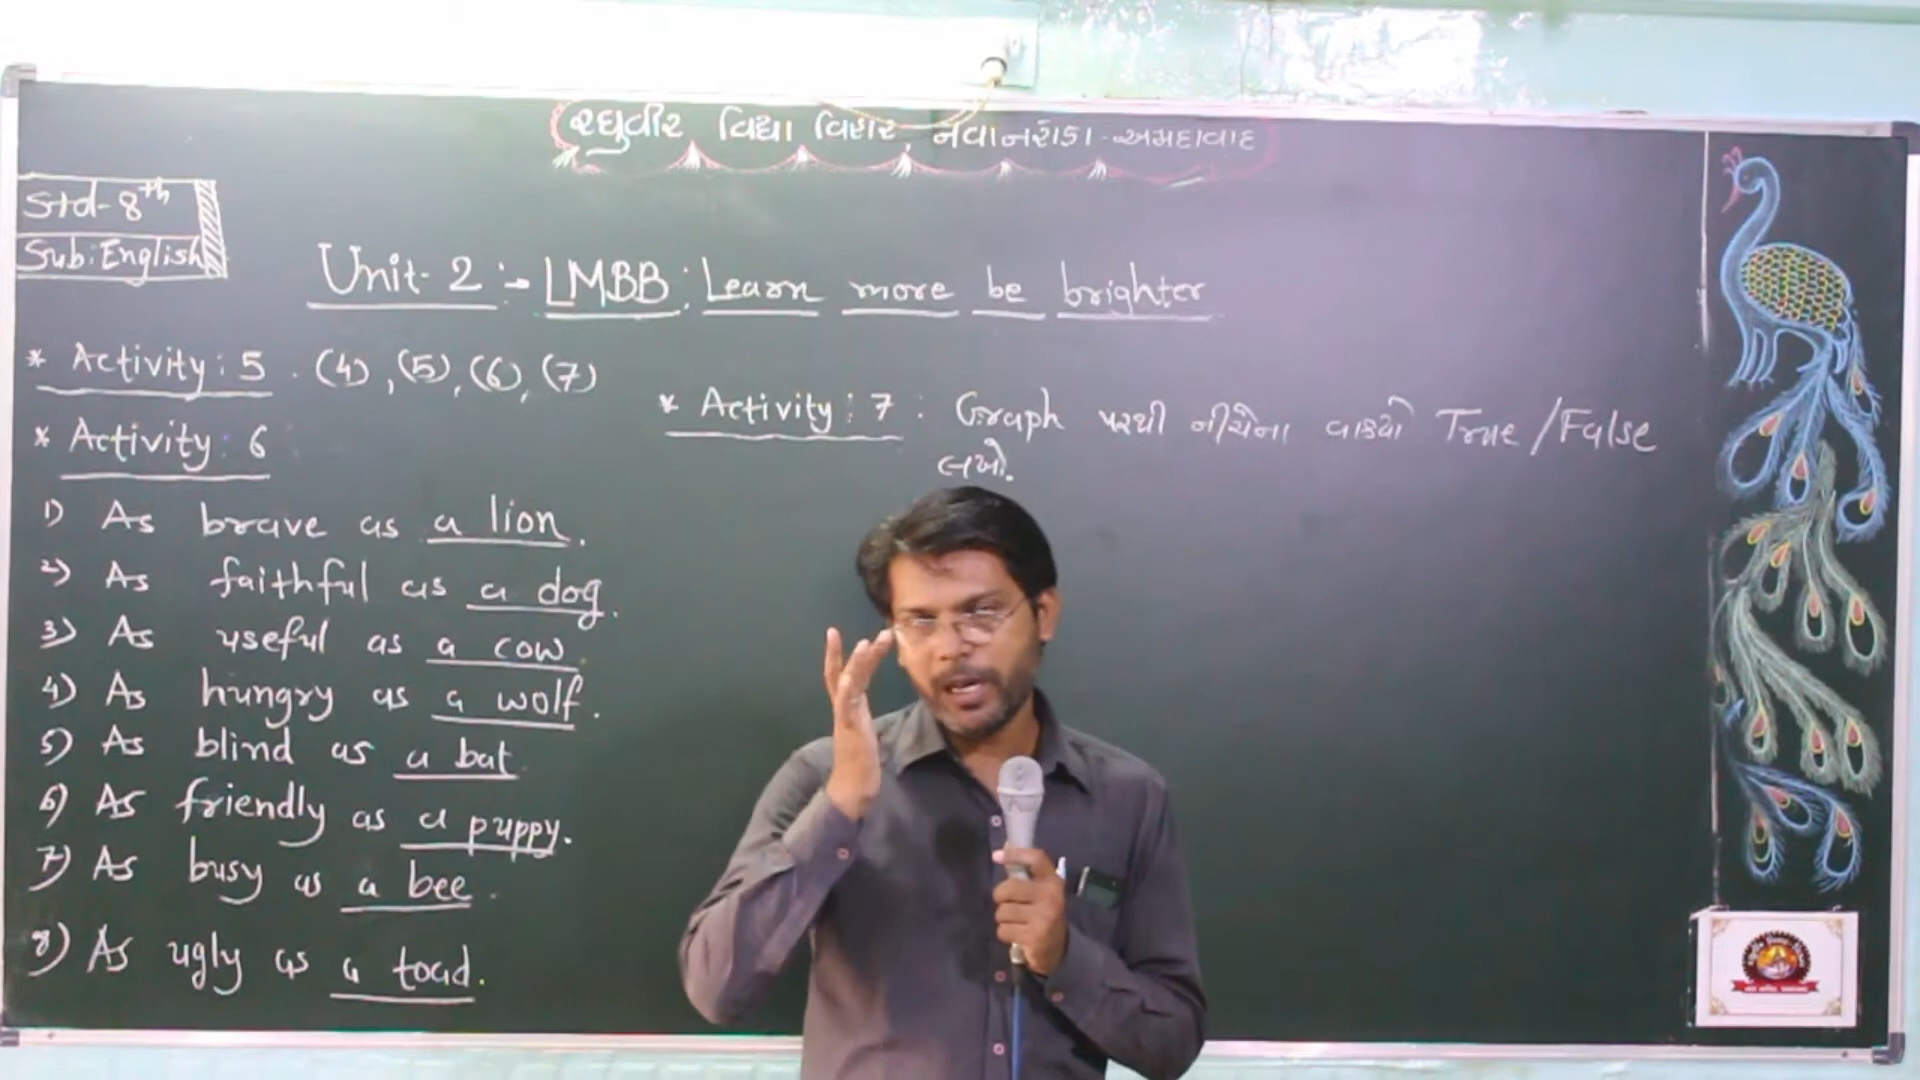 રઘુવીર વિદ્યા વિહાર, નવાનરોડા-અમદાવાદ
Std-8th
Sub:English
Unit-2 :- LMBB: Learn more be brighter
* Activity: 5. (4), (5), (6), (7)
* Activity: 6
1) As brave as a lion.
2) As faithful as a dog.
3) As useful as a cow.
4) As hungry as a wolf.
5) As blind as a bat.
6) As friendly as a puppy.
7) As busy as a bee.
8) As ugly as a toad.
* Activity: 7 : Graph પરથી નીચેના વાક્યો True/False
લખો.